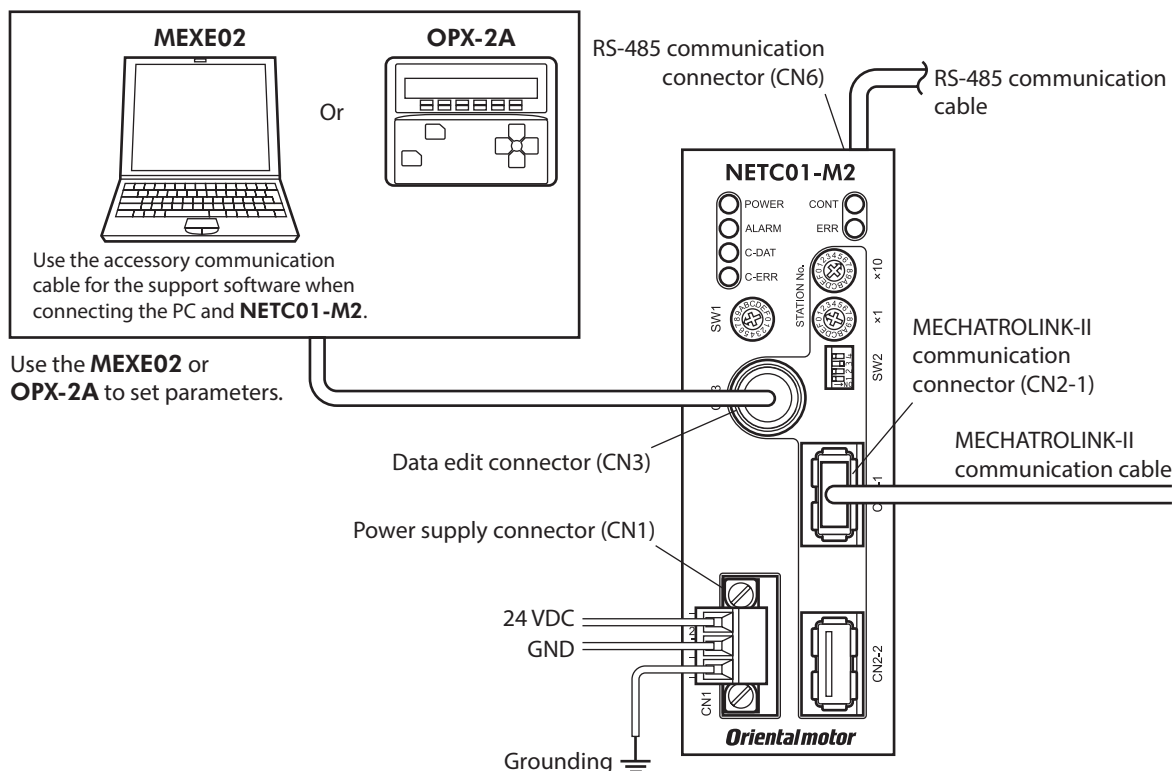 MEXE02
OPX-2A
Or
Use the accessory communication
cable for the support software when
connecting the PC and NETC01-M2.
Use the MEXE02 or
OPX-2A to set parameters.
RS-485 communication
connector (CN6)
RS-485 communication
cable
NETC01-M2
POWER
ALARM
C-DAT
C-ERR
CONT
ERR
STATION No.
×10
×1
SW1
SW2
MECHATROLINK-II
communication
connector (CN2-1)
MECHATROLINK-II
communication cable
Data edit connector (CN3)
Power supply connector (CN1)
24 VDC
GND
CN1
CN2-2
Orientalmotor
Grounding